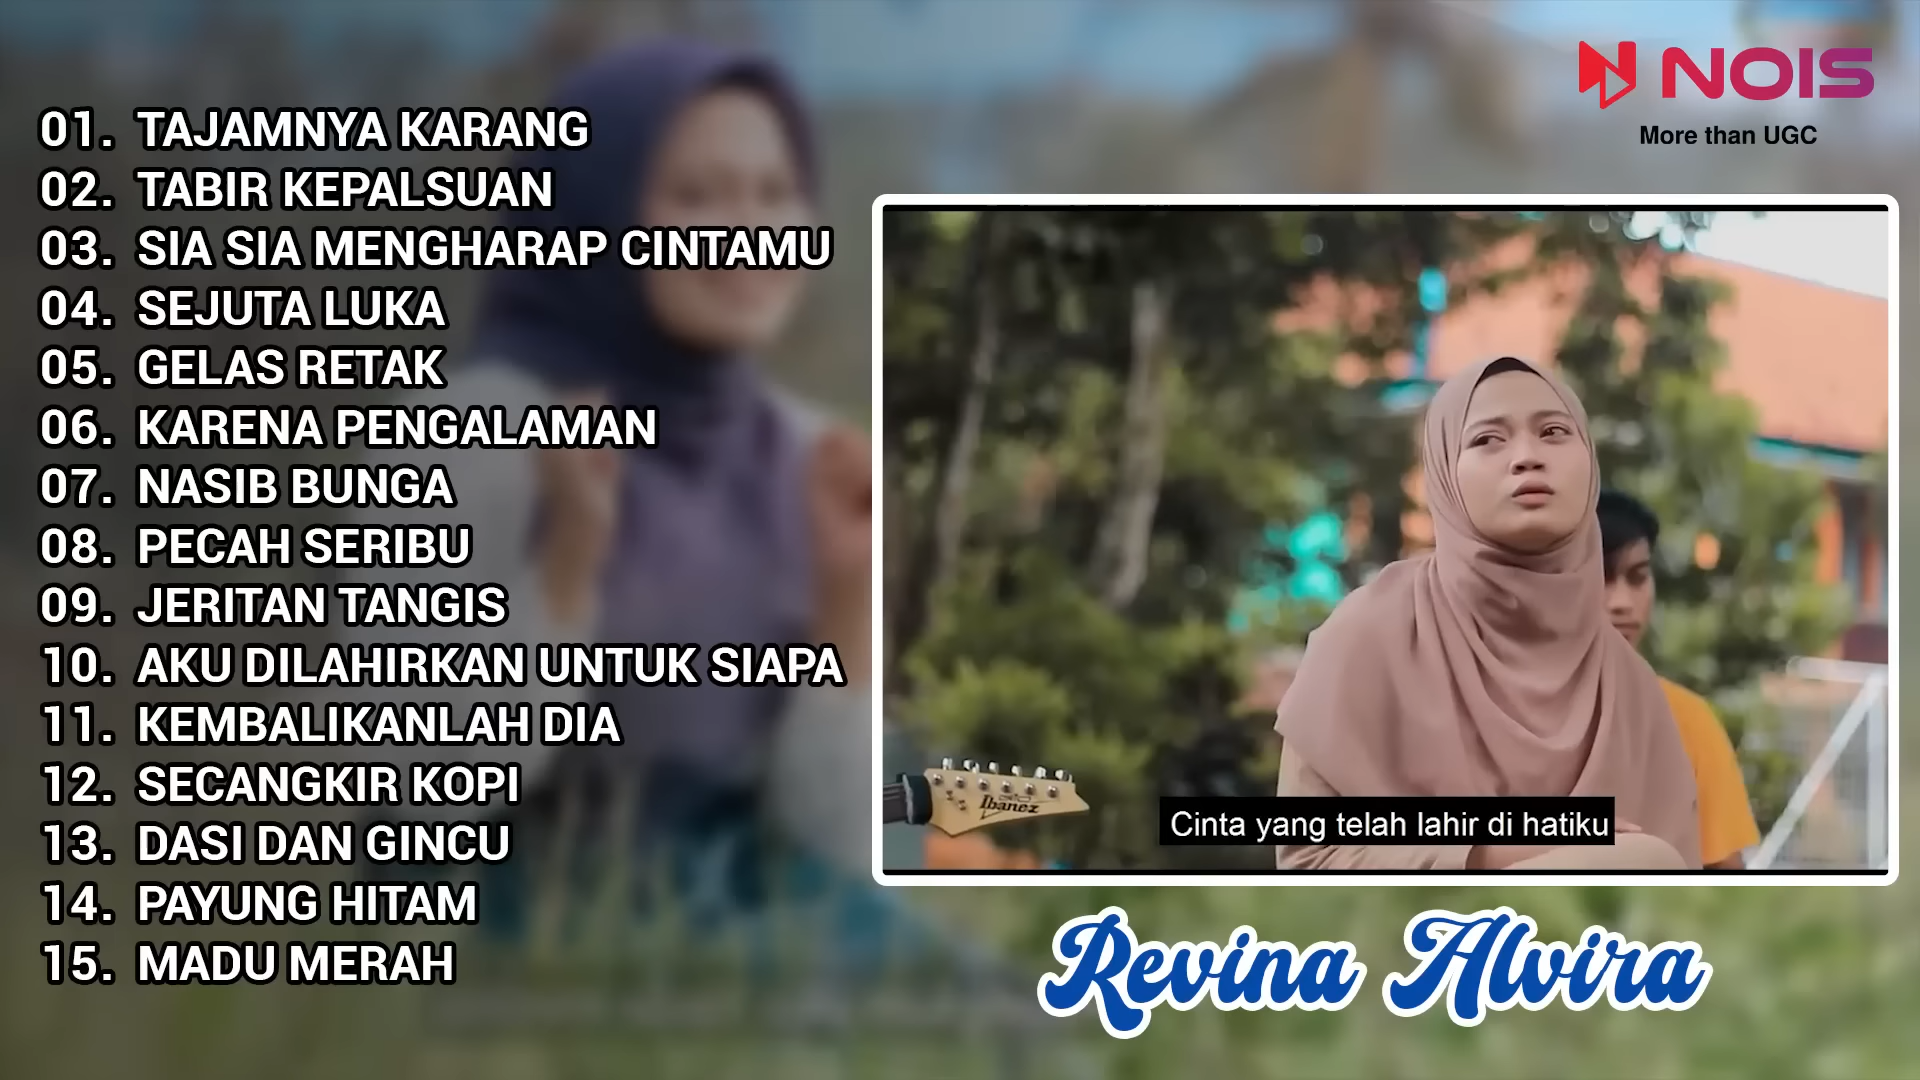 01. TAJAMNYA KARANG
02. TABIR KEPALSUAN
03. SIA SIA MENGHARAP CINTAMU
04. SEJUTA LUKA
05. GELAS RETAK
06. KARENA PENGALAMAN
07. NASIB BUNGA
08. PECAH SERIBU
09. JERITAN TANGIS
10. AKU DILAHIRKAN UNTUK SIAPA
11. KEMBALIKANLAH DIA
12. SECANGKIR KOPI
13. DASI DAN GINCU
14. PAYUNG HITAM
15. MADU MERAH
NOIS
More than UGC
Ibanez
Cinta yang telah lahir di hatiku
Revina Alvira